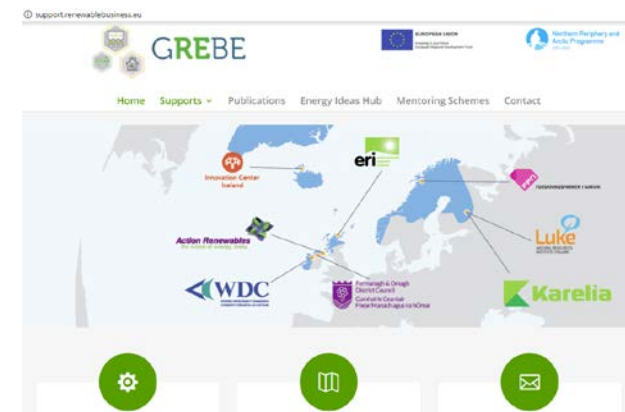 support.renewablebusiness.eu
GREBE
EUROPEAN UNION
Northern Periphery and
Arctic Programme
Home Supports Publications Energy Ideas Hub Mentoring Schemes Contact
eri
Innovation Center
Iceland
Action Renewables
Luke
WDC
Fermanagh & Omagh
District Council
Karelia